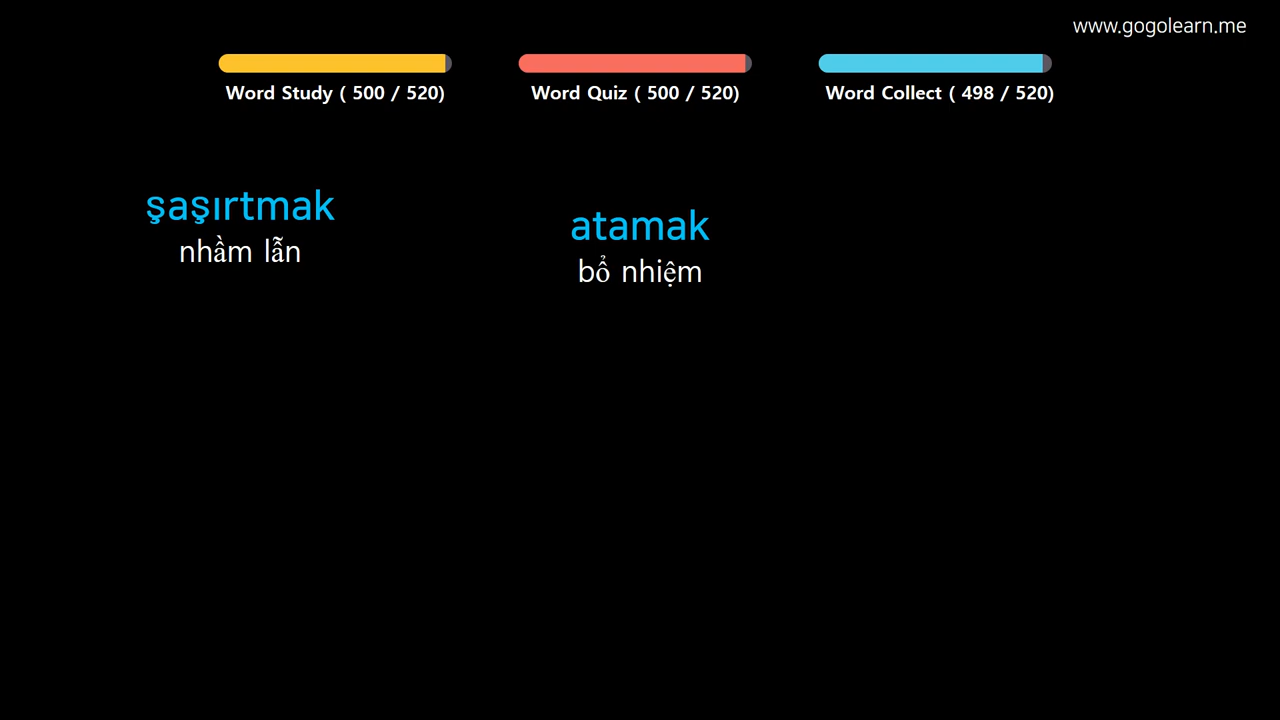 www.gogolearn.me
Word Study ( 500 / 520)
Word Quiz ( 500 / 520)
Word Collect ( 498 / 520)
şaşırtmak
nhầm lẫn
atamak
bổ nhiệm